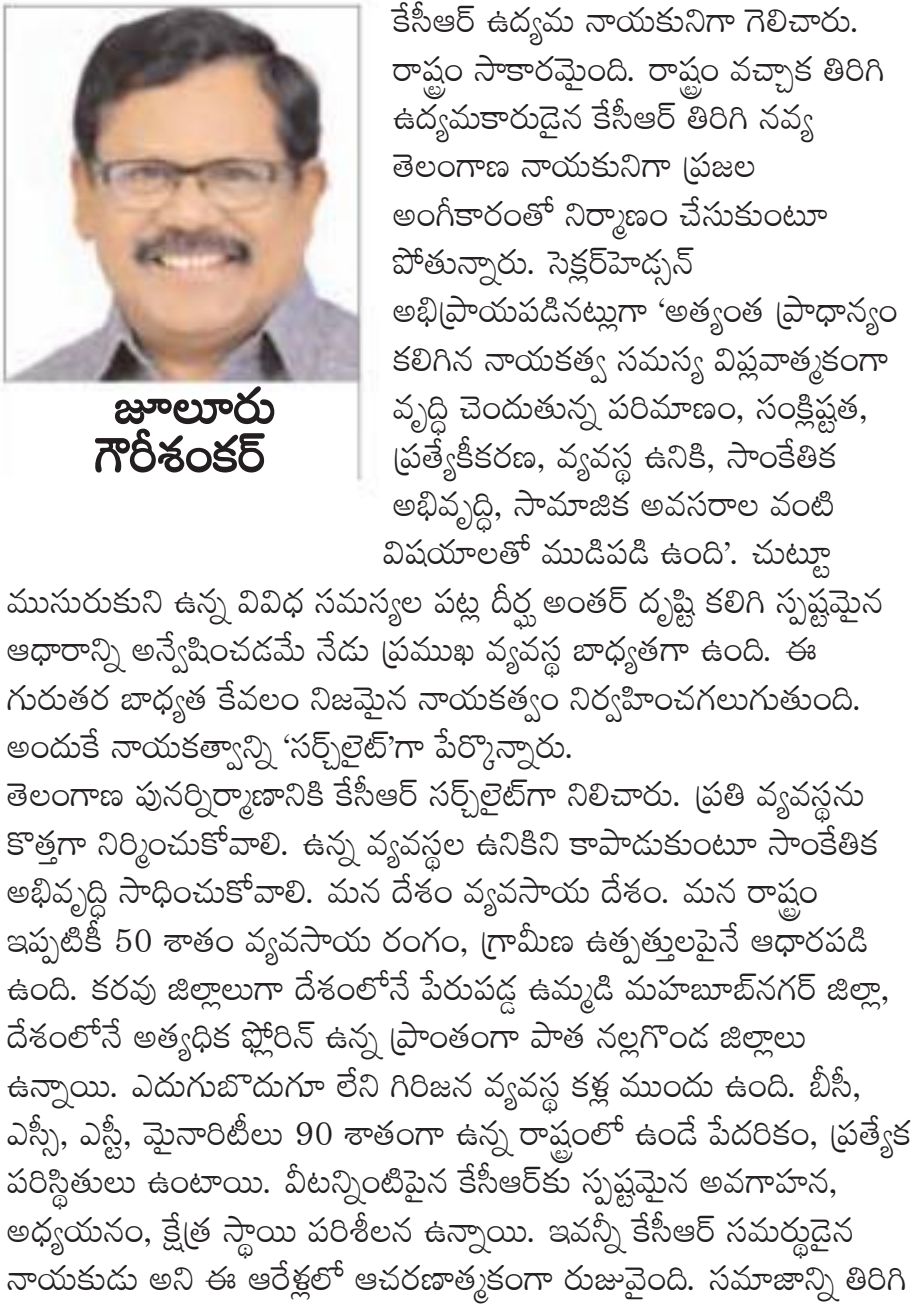 జూలూరు
గౌరీశంకర్
కేసీఆర్ ఉద్యమ నాయకునిగా గెలిచారు.
రాష్ట్రం సాకారమైంది. రాష్ట్రం వచ్చాక తిరిగి
ఉద్యమకారుడైన కేసీఆర్ తిరిగి నవ్య
తెలంగాణ నాయకునిగా ప్రజల
అంగీకారంతో నిర్మాణం చేసుకుంటూ
పోతున్నారు. సెక్లర్‌హెడ్సన్
అభిప్రాయపడినట్లుగా ‘అత్యంత ప్రాధాన్యం
కలిగిన నాయకత్వ సమస్య విప్లవాత్మకంగా
వృద్ధి చెందుతున్న పరిమాణం, సంక్లిష్టత,
ప్రత్యేకీకరణ, వ్యవస్థ ఉనికి, సాంకేతిక
అభివృద్ధి, సామాజిక అవసరాల వంటి
విషయాలతో ముడిపడి ఉంది’. చుట్టూ
ముసురుకుని ఉన్న వివిధ సమస్యల పట్ల దీర్ఘ అంతర్ దృష్టి కలిగి స్పష్టమైన
ఆధారాన్ని అన్వేషించడమే నేడు ప్రముఖ వ్యవస్థ బాధ్యతగా ఉంది. ఈ
గురుతర బాధ్యత కేవలం నిజమైన నాయకత్వం నిర్వహించగలుగుతుంది.
అందుకే నాయకత్వాన్ని ‘సర్చ్‌లైట్’గా పేర్కొన్నారు.
తెలంగాణ పునర్నిర్మాణానికి కేసీఆర్ సర్చ్‌లైట్‌గా నిలిచారు. ప్రతి వ్యవస్థను
కొత్తగా నిర్మించుకోవాలి. ఉన్న వ్యవస్థల ఉనికిని కాపాడుకుంటూ సాంకేతిక
అభివృద్ధి సాధించుకోవాలి. మన దేశం వ్యవసాయ దేశం. మన రాష్ట్రం
ఇప్పటికీ 50 శాతం వ్యవసాయ రంగం, గ్రామీణ ఉత్పత్తులపైనే ఆధారపడి
ఉంది. కరవు జిల్లాలుగా దేశంలోనే పేరుపడ్డ ఉమ్మడి మహబూబ్‌నగర్ జిల్లా,
దేశంలోనే అత్యధిక ఫ్లోరిన్ ఉన్న ప్రాంతంగా పాత నల్లగొండ జిల్లాలు
ఉన్నాయి. ఎదుగుబొదుగూ లేని గిరిజన వ్యవస్థ కళ్ల ముందు ఉంది. బీసీ,
ఎస్సీ, ఎస్టీ, మైనారిటీలు 90 శాతంగా ఉన్న రాష్ట్రంలో ఉండే పేదరికం, ప్రత్యేక
పరిస్థితులు ఉంటాయి. వీటన్నింటిపైన కేసీఆర్‌కు స్పష్టమైన అవగాహన,
అధ్యయనం, క్షేత్ర స్థాయి పరిశీలన ఉన్నాయి. ఇవన్నీ కేసీఆర్ సమర్థుడైన
నాయకుడు అని ఈ ఆరేళ్లలో ఆచరణాత్మకంగా రుజువైంది. సమాజాన్ని తిరిగి